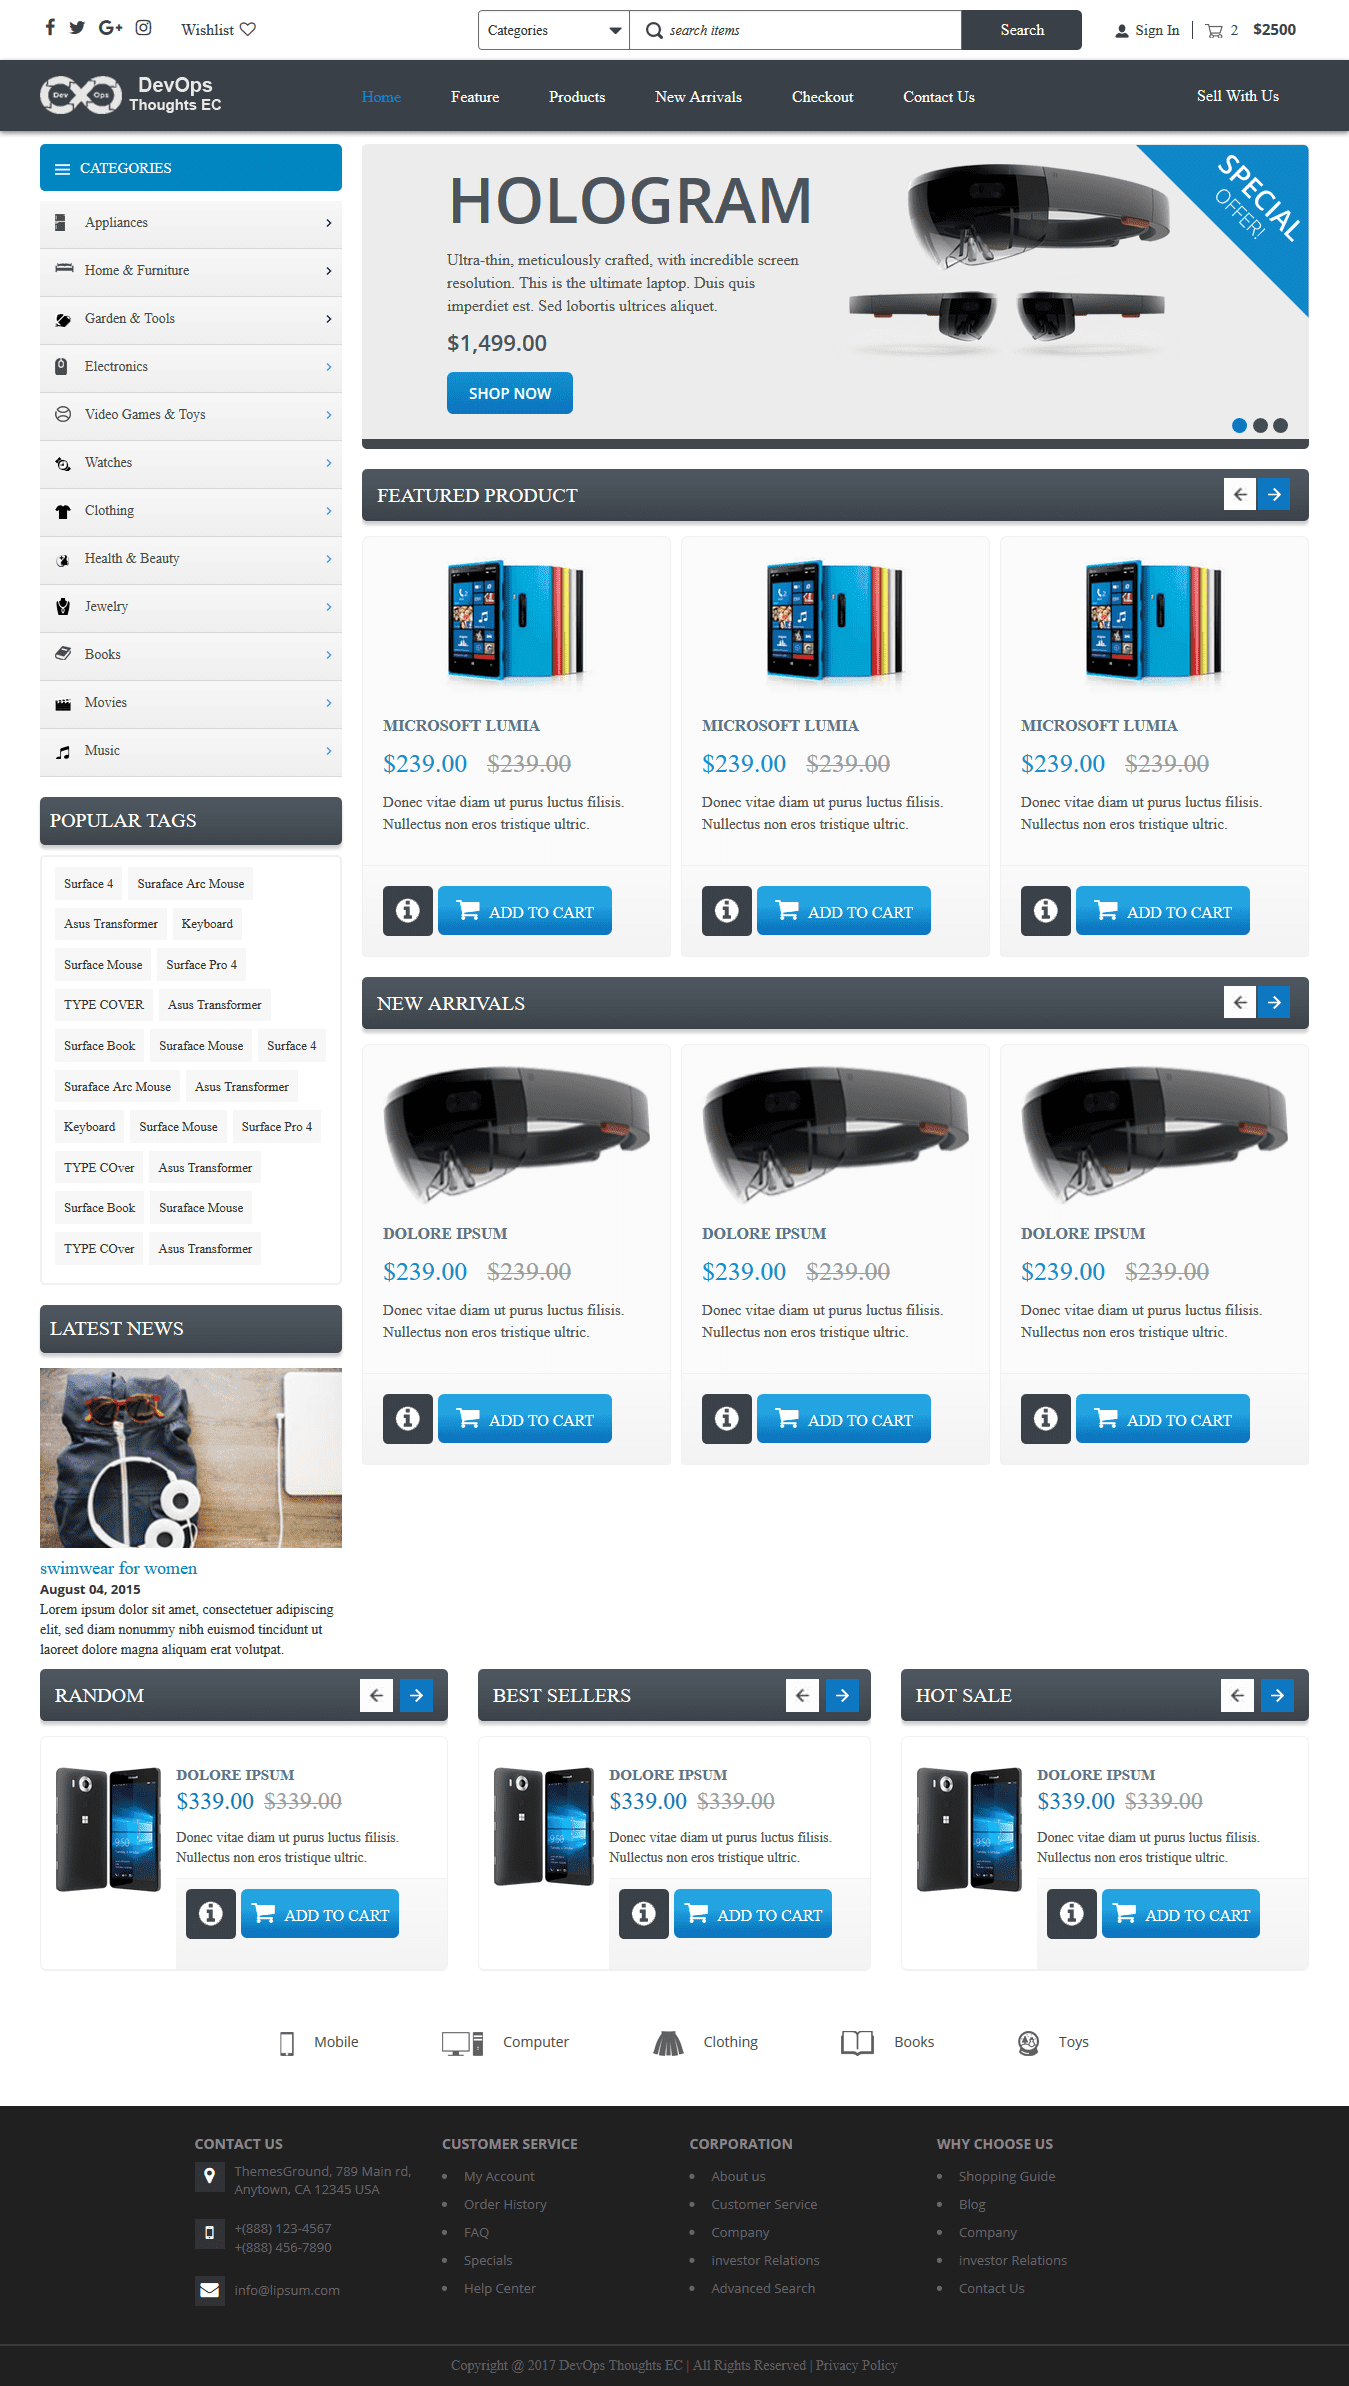 Wishlist
Categories
search items
Search
Sign In
2
$2500
Dev Ops
DevOps
Thoughts EC
Home
Feature
Products
New Arrivals
Checkout
Contact Us
Sell With Us
CATEGORIES
Appliances
Home & Furniture
Garden & Tools
Electronics
Video Games & Toys
Watches
Clothing
Health & Beauty
Jewelry
Books
Movies
Music
HOLOGRAM
Ultra-thin, meticulously crafted, with incredible screen
resolution. This is the ultimate laptop. Duis quis
imperdiet est. Sed lobortis ultrices aliquet.
$1,499.00
SHOP NOW
SPECIAL
OFFER!
POPULAR TAGS
Surface 4 Suraface Arc Mouse
Asus Transformer Keyboard
Surface Mouse Surface Pro 4
TYPE COVER Asus Transformer
Surface Book Suraface Mouse Surface 4
Suraface Arc Mouse Asus Transformer
Keyboard Surface Mouse Surface Pro 4
TYPE COver Asus Transformer
Surface Book Suraface Mouse
TYPE COver Asus Transformer
LATEST NEWS
swimwear for women
August 04, 2015
Lorem ipsum dolor sit amet, consectetuer adipiscing
elit, sed diam nonummy nibh euismod tincidunt ut
laoreet dolore magna aliquam erat volutpat.
FEATURED PRODUCT
MICROSOFT LUMIA
$239.00 $239.00
Donec vitae diam ut purus luctus filisis.
Nullectus non eros tristique ultric.
ADD TO CART
MICROSOFT LUMIA
$239.00 $239.00
Donec vitae diam ut purus luctus filisis.
Nullectus non eros tristique ultric.
ADD TO CART
MICROSOFT LUMIA
$239.00 $239.00
Donec vitae diam ut purus luctus filisis.
Nullectus non eros tristique ultric.
ADD TO CART
NEW ARRIVALS
DOLORE IPSUM
$239.00 $239.00
Donec vitae diam ut purus luctus filisis.
Nullectus non eros tristique ultric.
ADD TO CART
DOLORE IPSUM
$239.00 $239.00
Donec vitae diam ut purus luctus filisis.
Nullectus non eros tristique ultric.
ADD TO CART
DOLORE IPSUM
$239.00 $239.00
Donec vitae diam ut purus luctus filisis.
Nullectus non eros tristique ultric.
ADD TO CART
RANDOM
DOLORE IPSUM
$339.00 $339.00
Donec vitae diam ut purus luctus filisis.
Nullectus non eros tristique ultric.
ADD TO CART
BEST SELLERS
DOLORE IPSUM
$339.00 $339.00
Donec vitae diam ut purus luctus filisis.
Nullectus non eros tristique ultric.
ADD TO CART
HOT SALE
DOLORE IPSUM
$339.00 $339.00
Donec vitae diam ut purus luctus filisis.
Nullectus non eros tristique ultric.
ADD TO CART
Mobile
Computer
Clothing
Books
Toys
CONTACT US
ThemesGround, 789 Main rd,
Anytown, CA 12345 USA
+(888) 123-4567
+(888) 456-7890
info@lipsum.com
CUSTOMER SERVICE
My Account
Order History
FAQ
Specials
Help Center
CORPORATION
About us
Customer Service
Company
investor Relations
Advanced Search
WHY CHOOSE US
Shopping Guide
Blog
Company
investor Relations
Contact Us
Copyright @ 2017 DevOps Thoughts EC | All Rights Reserved | Privacy Policy